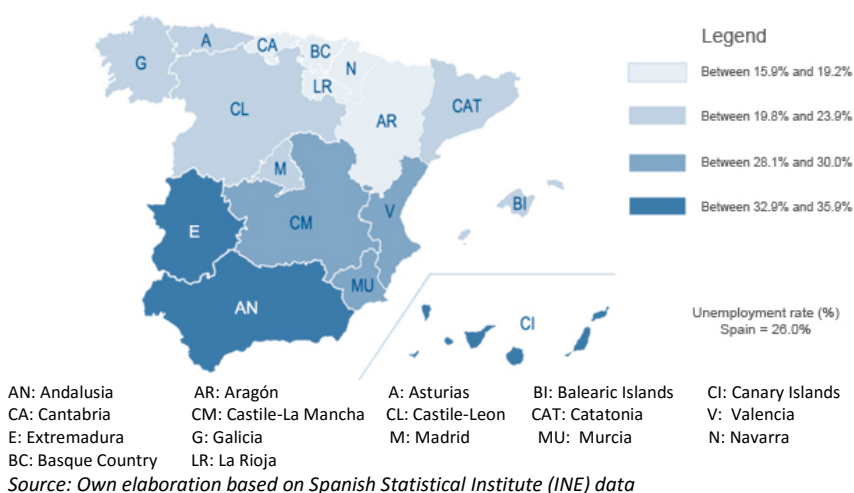 A
CA
BC
N
G
LR
CL
AR
CAT
M
BI
V
E
CM
MU
AN
CI
Legend
Between 15.9% and 19.2%
Between 19.8% and 23.9%
Between 28.1% and 30.0%
Between 32.9% and 35.9%
Unemployment rate (%)
Spain = 26.0%
AN: Andalusia AR: Aragón A: Asturias BI: Balearic Islands CI: Canary Islands
CA: Cantabria CM: Castile-La Mancha CL: Castile-Leon CAT: Catatonia V: Valencia
E: Extremadura G: Galicia M: Madrid MU: Murcia N: Navarra
BC: Basque Country LR: La Rioja
Source: Own elaboration based on Spanish Statistical Institute (INE) data